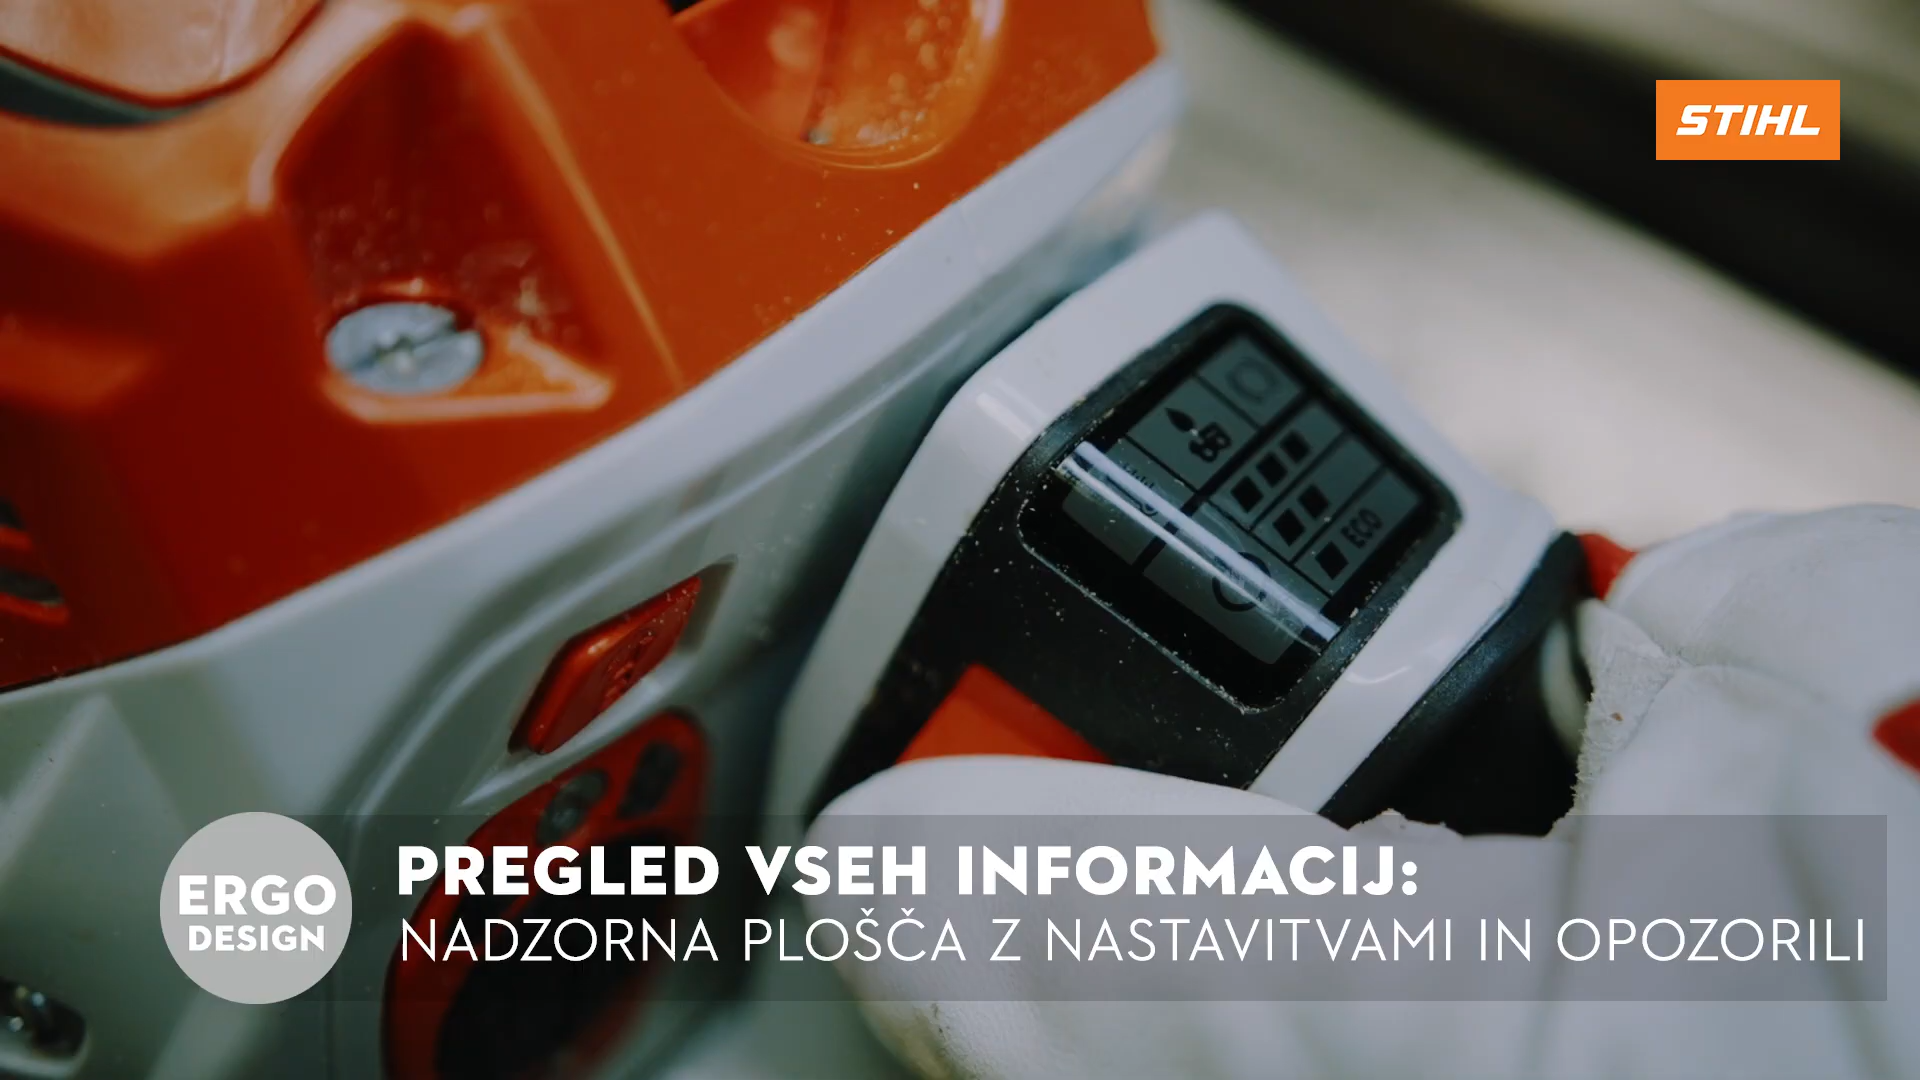 STIHL
ECO
ERGO
DESIGN
PREGLED VSEH INFORMACIJ:
NADZORNA PLOŠČA Z NASTAVITVAMI IN OPOZORILI